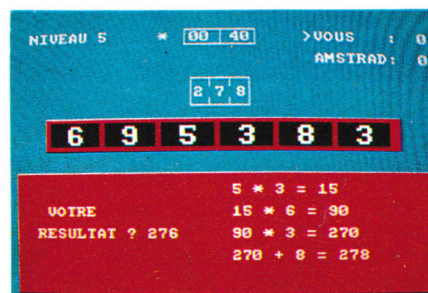 NIVEAU 5 * 00 40 >VOUS : 0
AMSTRAD: 0
2 7 8
6 9 5 3 8 3
5 * 3 = 15
VOTRE 15 * 6 = 90
RESULTAT ? 276 90 * 3 = 270
270 + 8 = 278